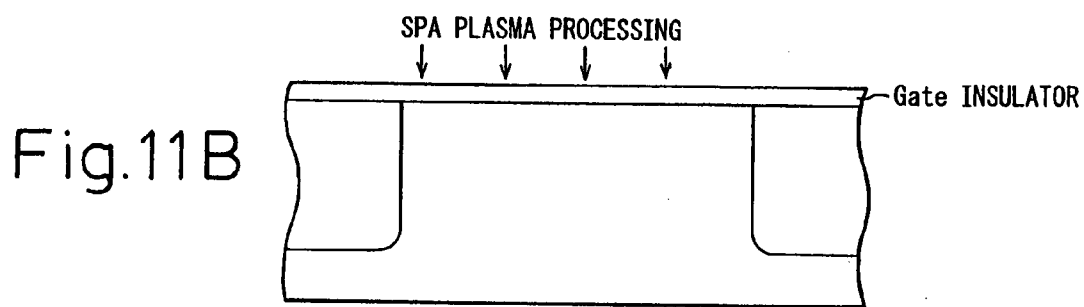 SPA PLASMA PROCESSING
Gate INSULATOR
Fig.11B